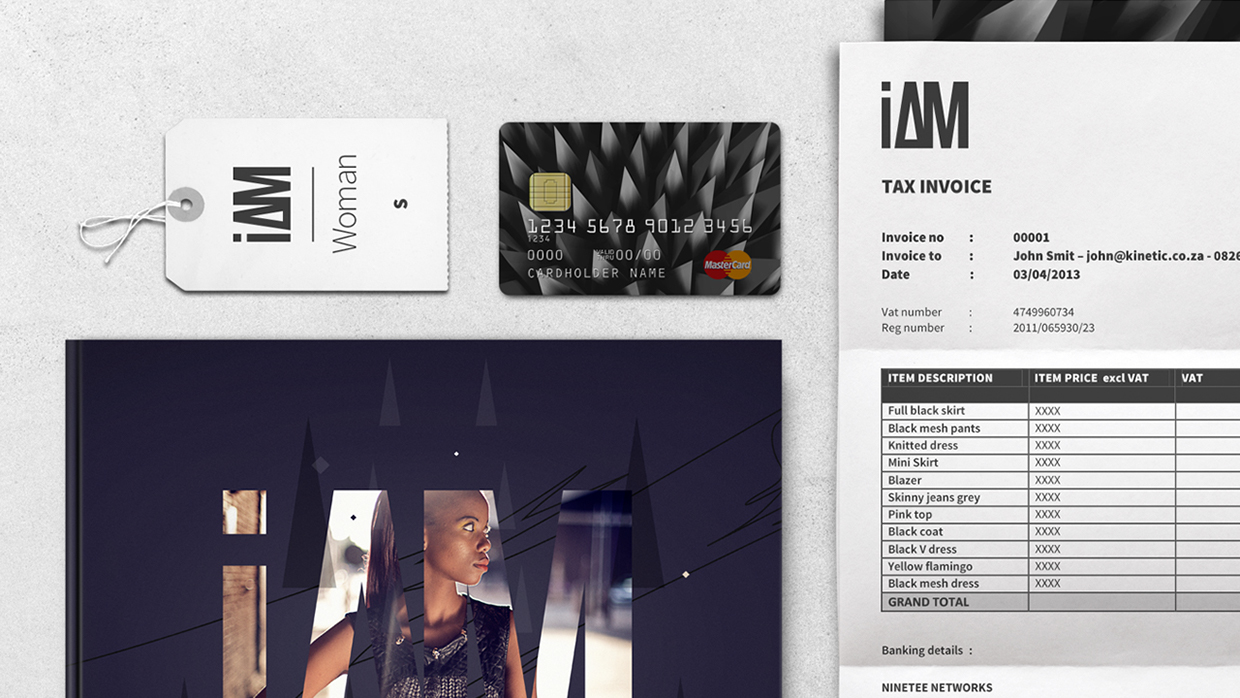 iAM
Woman
s
1234 5678 9012 3456
1234
0000 VALID THRU 00/00
CARDHOLDER NAME
MasterCard
iAM
iAM
TAX INVOICE
Invoice no : 00001
Invoice to : John Smit – john@kinetic.co.za - 0826
Date : 03/04/2013
Vat number : 4749960734
Reg number : 2011/065930/23
ITEM DESCRIPTION ITEM PRICE excl VAT VAT
Full black skirt XXXX
Black mesh pants XXXX
Knitted dress XXXX
Mini Skirt XXXX
Blazer XXXX
Skinny jeans grey XXXX
Pink top XXXX
Black coat XXXX
Black V dress XXXX
Yellow flamingo XXXX
Black mesh dress XXXX
GRAND TOTAL
Banking details :
NINETEE NETWORKS